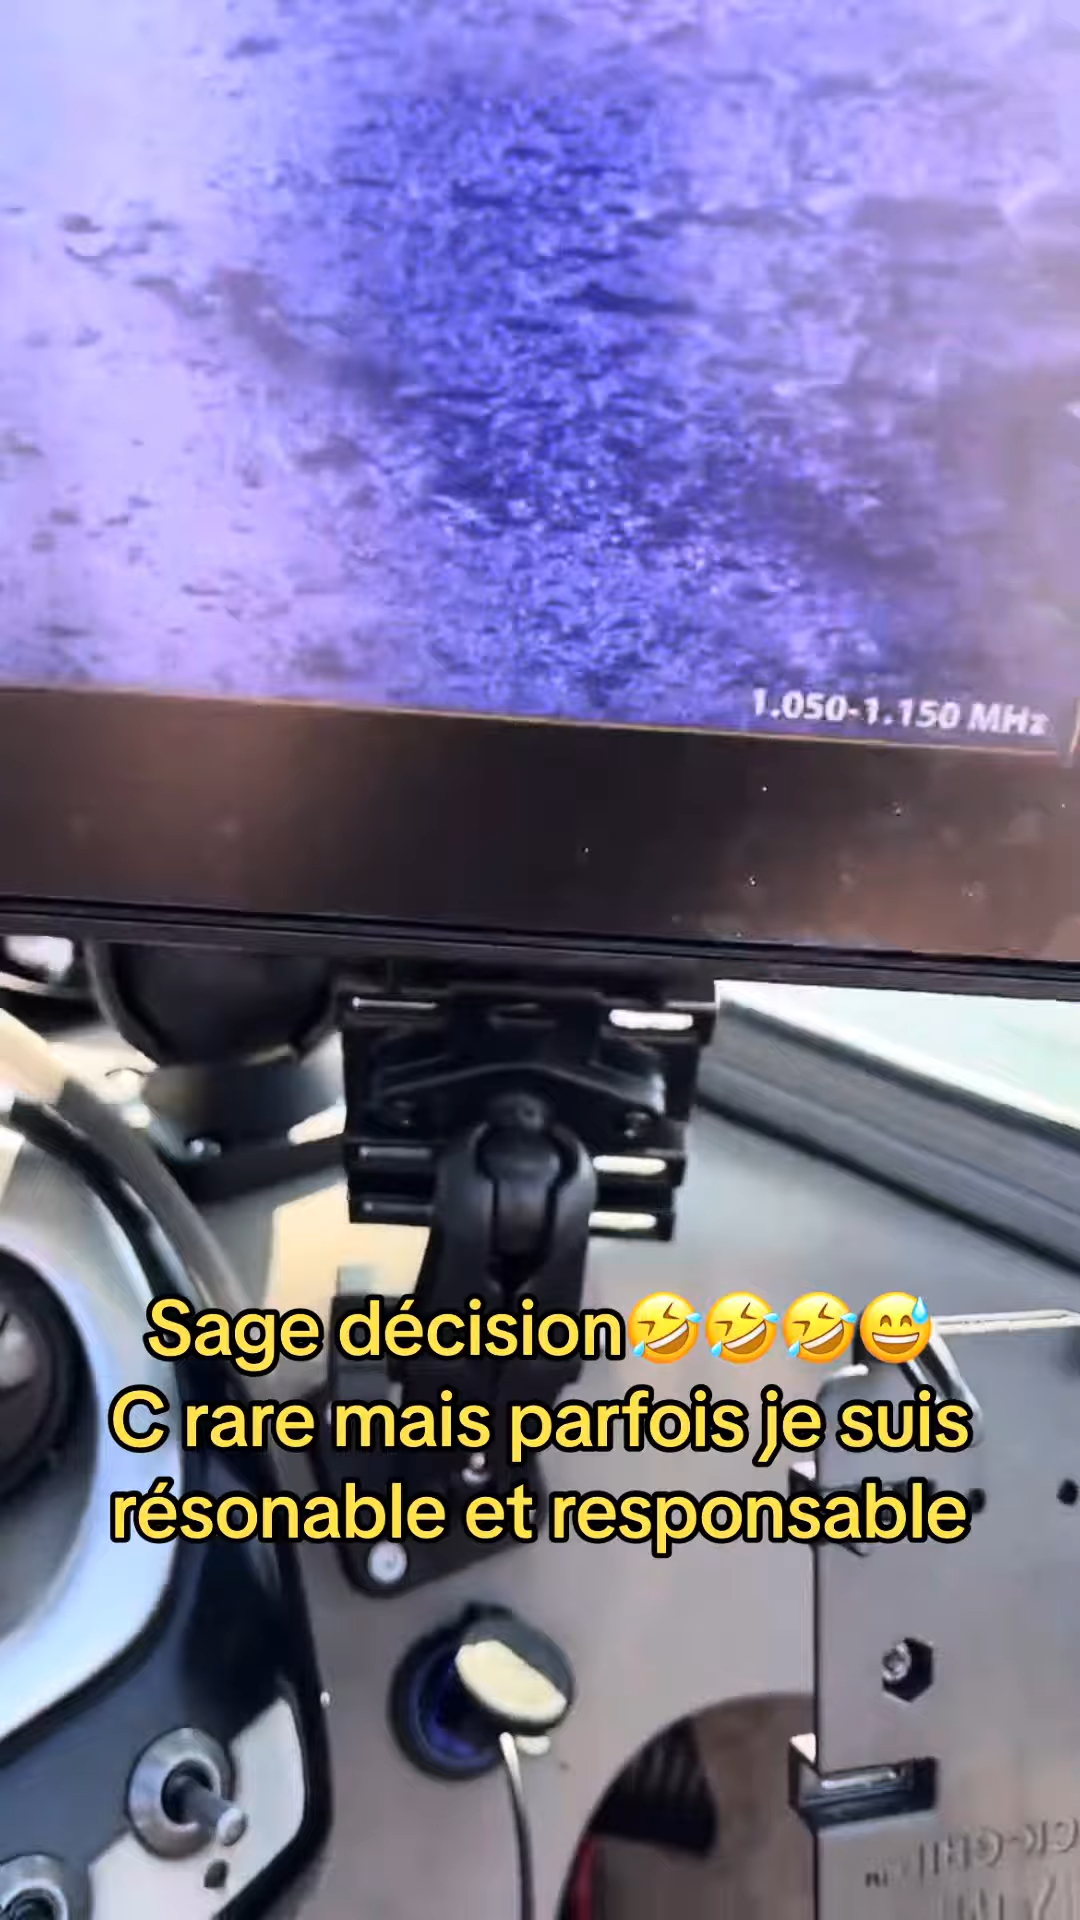 1.050-1.150 MHz
Sage décision🤣🤣🤣😅
C rare mais parfois je suis
résonable et responsable